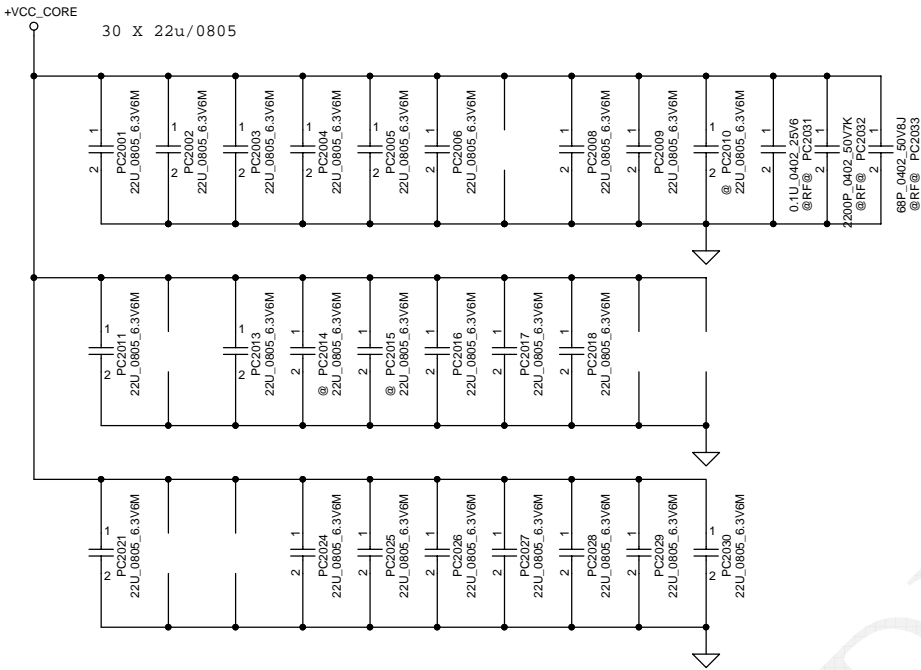 +VCC_CORE
30 X 22u/0805
1
2
PC2001
22U_0805_6.3V6M
1
2
PC2002
22U_0805_6.3V6M
1
2
PC2003
22U_0805_6.3V6M
1
2
PC2004
22U_0805_6.3V6M
1
2
PC2005
22U_0805_6.3V6M
1
2
PC2006
22U_0805_6.3V6M
1
2
PC2008
22U_0805_6.3V6M
1
2
PC2009
22U_0805_6.3V6M
1
2
@ PC2010
22U_0805_6.3V6M
1
2
0.1U_0402_25V6
@RF@ PC2031
1
2
2200P_0402_50V7K
@RF@ PC2032
1
2
68P_0402_50V8J
@RF@ PC2033
1
2
PC2011
22U_0805_6.3V6M
1
2
PC2013
22U_0805_6.3V6M
1
2
@ PC2014
22U_0805_6.3V6M
1
2
@ PC2015
22U_0805_6.3V6M
1
2
PC2016
22U_0805_6.3V6M
1
2
PC2017
22U_0805_6.3V6M
1
2
PC2018
22U_0805_6.3V6M
1
2
PC2021
22U_0805_6.3V6M
1
2
PC2024
22U_0805_6.3V6M
1
2
PC2025
22U_0805_6.3V6M
1
2
PC2026
22U_0805_6.3V6M
1
2
PC2027
22U_0805_6.3V6M
1
2
PC2028
22U_0805_6.3V6M
1
2
PC2029
22U_0805_6.3V6M
1
2
PC2030
22U_0805_6.3V6M